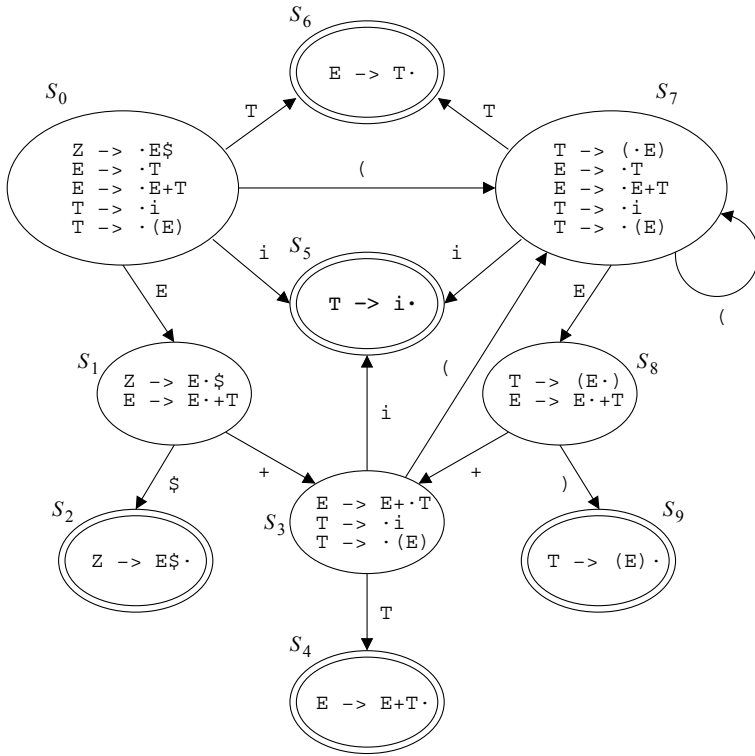 S6
E -> T·
S0
T
T
S7
Z -> ·E$
E -> ·T
E -> ·E+T
T -> ·i
T -> ·(E)
(
T -> (·E)
E -> ·T
E -> ·E+T
T -> ·i
T -> ·(E)
i
S5
i
T -> i·
E
E
(
S1
(
S8
Z -> E·$
E -> E·+T
T -> (E·)
E -> E·+T
i
$
+
+
)
S2
S3
E -> E+·T
T -> ·i
T -> ·(E)
S9
Z -> E$·
T -> (E)·
T
S4
E -> E+T·